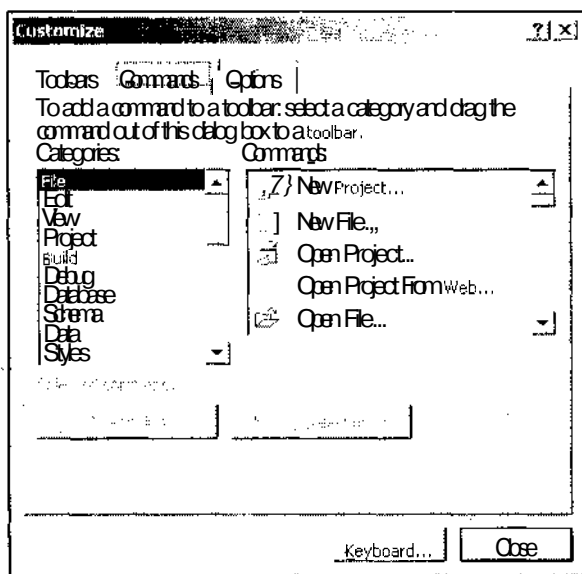 Customize
Toolbars Commands Options
To add a command to a toolbar: select a category and drag the
command out of this dialog box to a toolbar.
Categories: Commands:
File
Edit
View
Project
Build
Debug
Database
Schema
Data
Styles
New Project...
New File...
Open Project...
Open Project From Web...
Open File...
Keyboard... Close